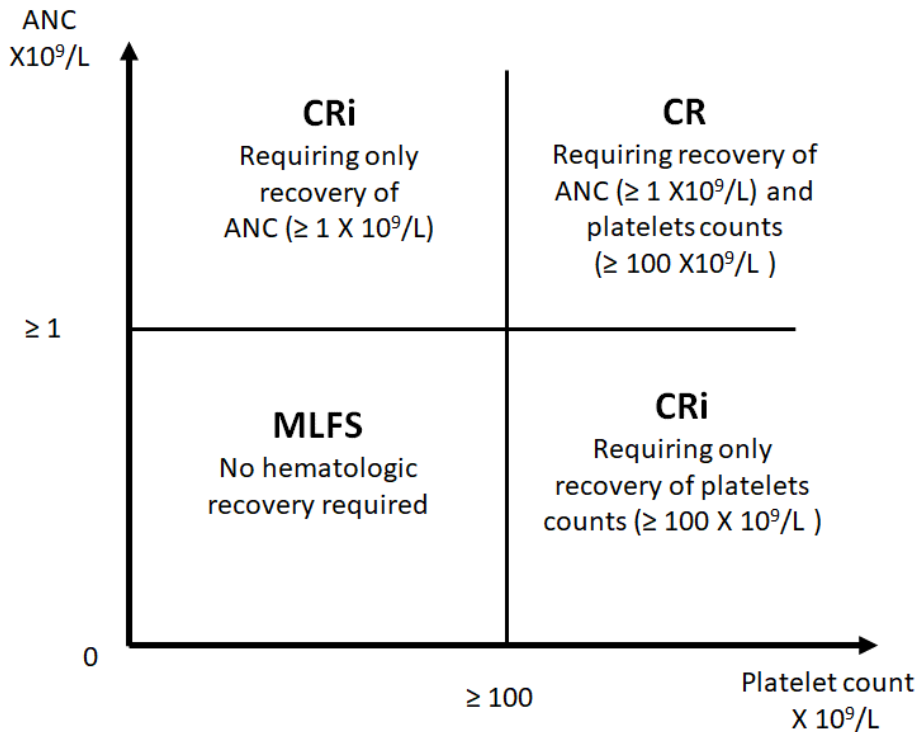 ANC
X10⁹/L
CRi
Requiring only
recovery of
ANC (≥ 1 X 10⁹/L)
CR
Requiring recovery of
ANC (≥ 1 X10⁹/L) and
platelets counts
(≥ 100 X10⁹/L )
≥ 1
MLFS
No hematologic
recovery required
CRi
Requiring only
recovery of platelets
counts (≥ 100 X 10⁹/L )
0
≥ 100
Platelet count
X 10⁹/L